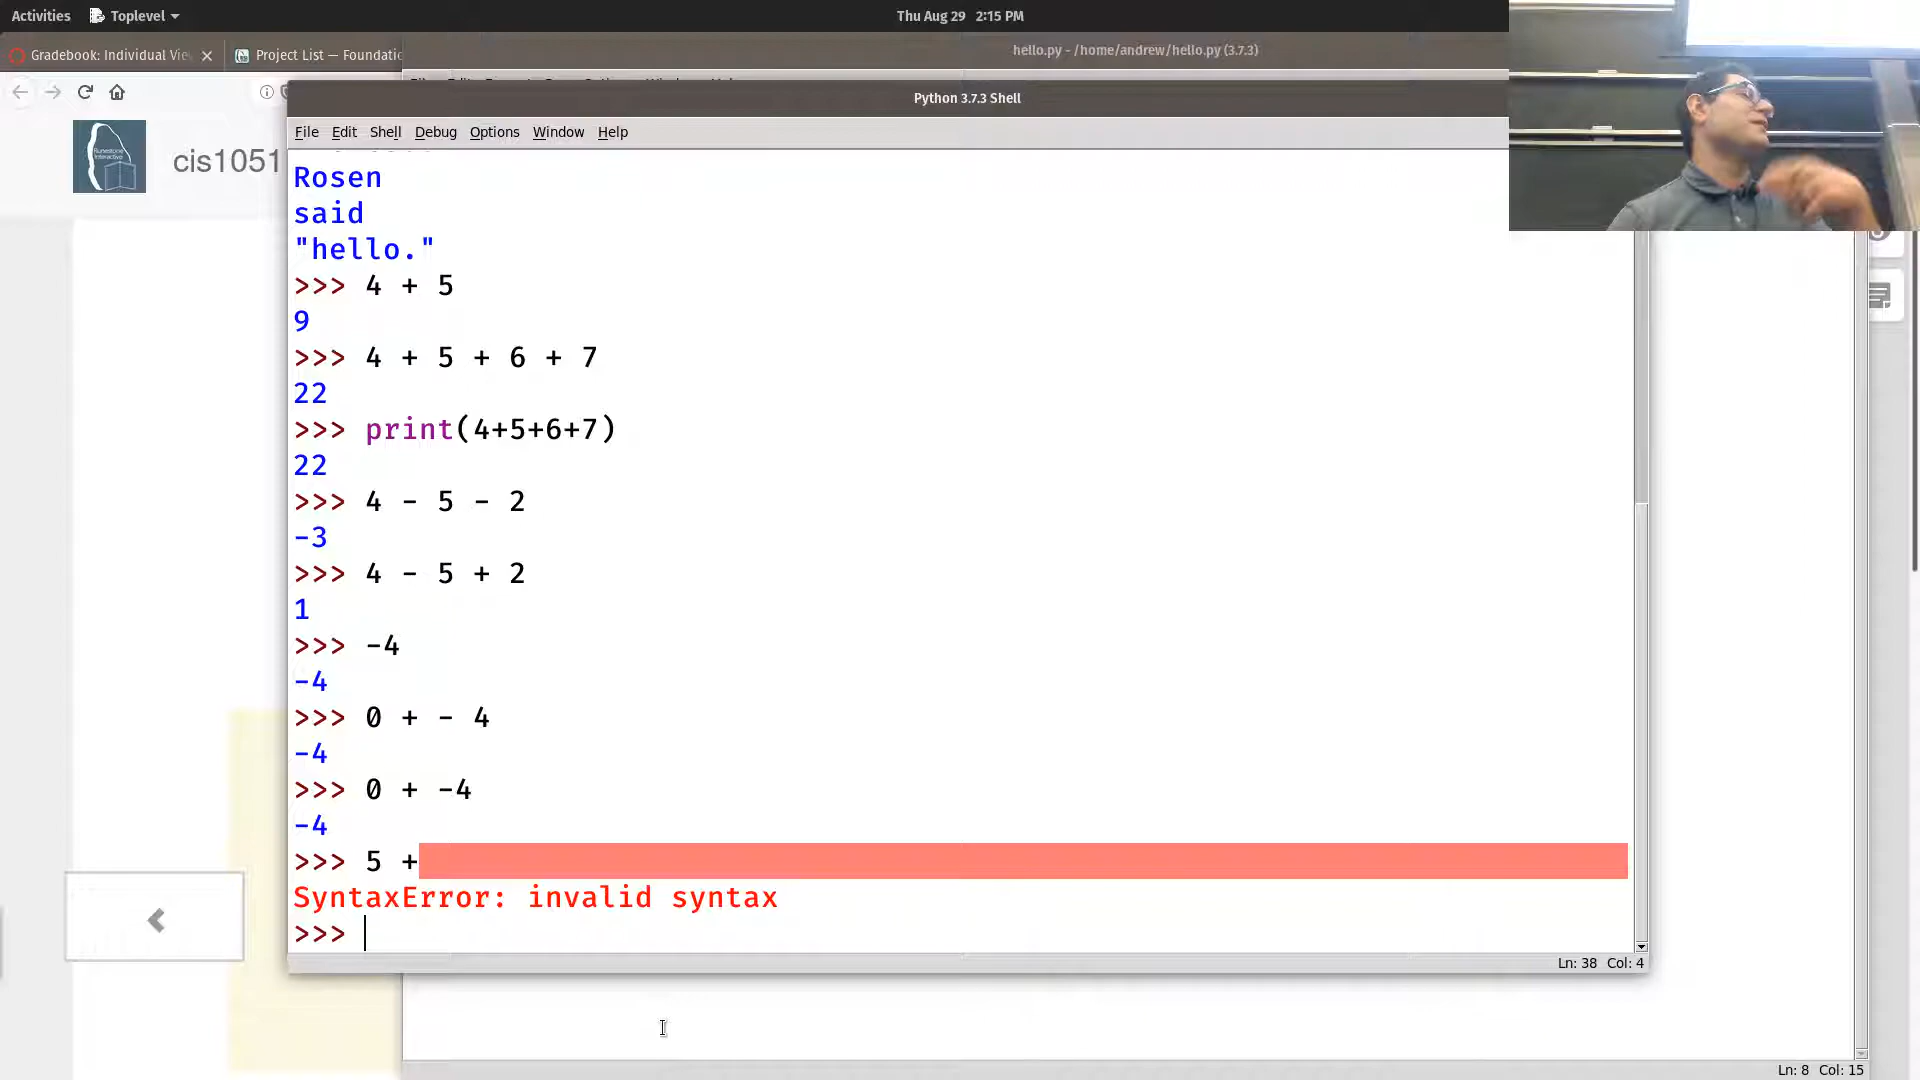 Activities Toplevel Thu Aug 29 2:15 PM
Gradebook: Individual Vie Project List — Foundatic
hello.py - /home/andrew/hello.py (3.7.3)
Python 3.7.3 Shell
File Edit Shell Debug Options Window Help
Runestone
Interactive
cis1051
Rosen
said
"hello."
>>> 4 + 5
9
>>> 4 + 5 + 6 + 7
22
>>> print(4+5+6+7)
22
>>> 4 - 5 - 2
-3
>>> 4 - 5 + 2
1
>>> -4
-4
>>> 0 + - 4
-4
>>> 0 + -4
-4
>>> 5 +
SyntaxError: invalid syntax
>>>
Ln: 38 Col: 4
Ln: 8 Col: 15